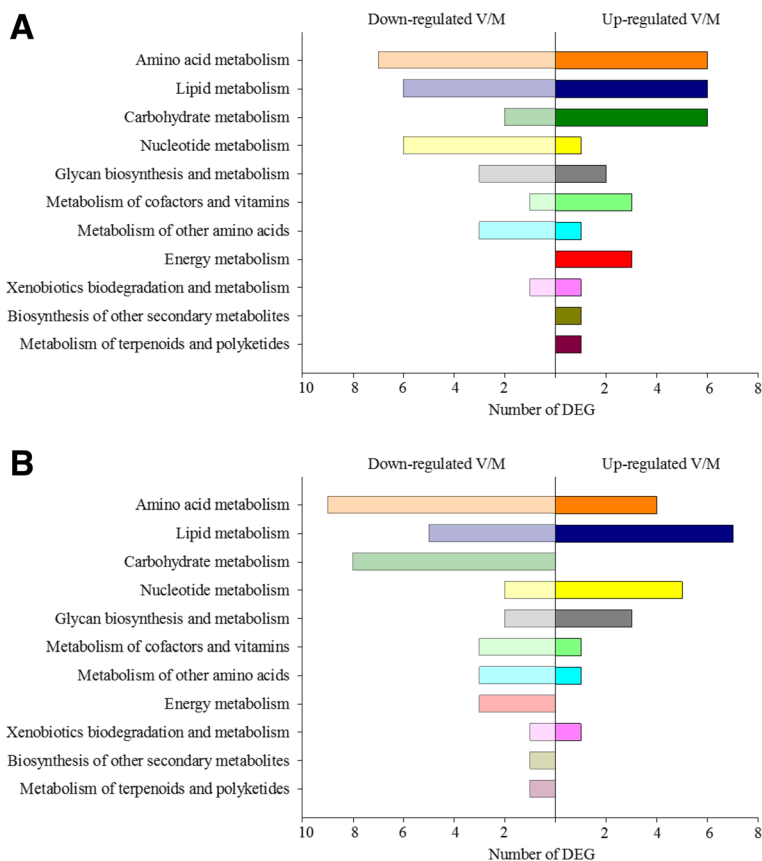 A
Down-regulated V/M Up-regulated V/M
Amino acid metabolism
Lipid metabolism
Carbohydrate metabolism
Nucleotide metabolism
Glycan biosynthesis and metabolism
Metabolism of cofactors and vitamins
Metabolism of other amino acids
Energy metabolism
Xenobiotics biodegradation and metabolism
Biosynthesis of other secondary metabolites
Metabolism of terpenoids and polyketides
10 8 6 4 2 2 4 6 8
Number of DEG
B
Down-regulated V/M Up-regulated V/M
Amino acid metabolism
Lipid metabolism
Carbohydrate metabolism
Nucleotide metabolism
Glycan biosynthesis and metabolism
Metabolism of cofactors and vitamins
Metabolism of other amino acids
Energy metabolism
Xenobiotics biodegradation and metabolism
Biosynthesis of other secondary metabolites
Metabolism of terpenoids and polyketides
10 8 6 4 2 2 4 6 8
Number of DEG